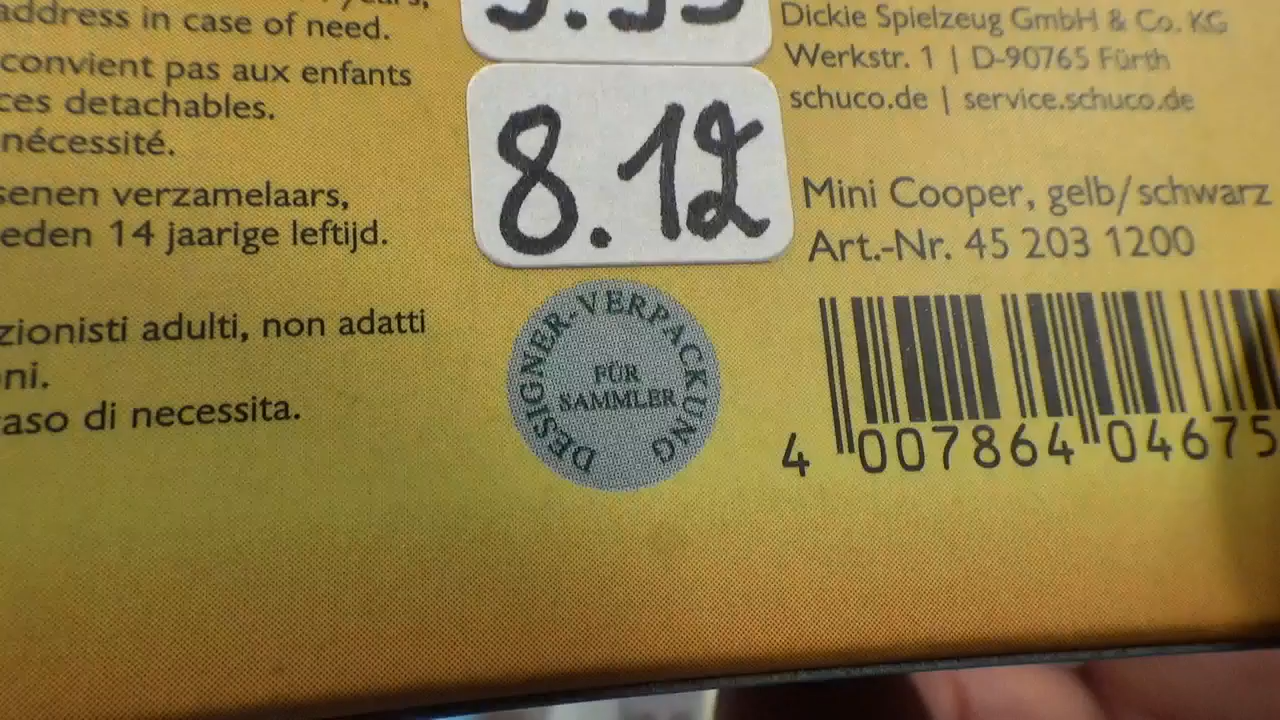 address in case of need.
convient pas aux enfants
ces detachables.
nécessité.
senen verzamelaars,
eden 14 jaarige leftijd.
zionisti adulti, non adatti
oni.
aso di necessita.
8.12
DESIGNER-VERPACKUNG
FÜR
SAMMLER
Dickie Spielzeug GmbH & Co. KG
Werkstr. 1 | D-90765 Fürth
schuco.de | service.schuco.de
Mini Cooper, gelb/schwarz
Art.-Nr. 45 203 1200
4 007864 04675